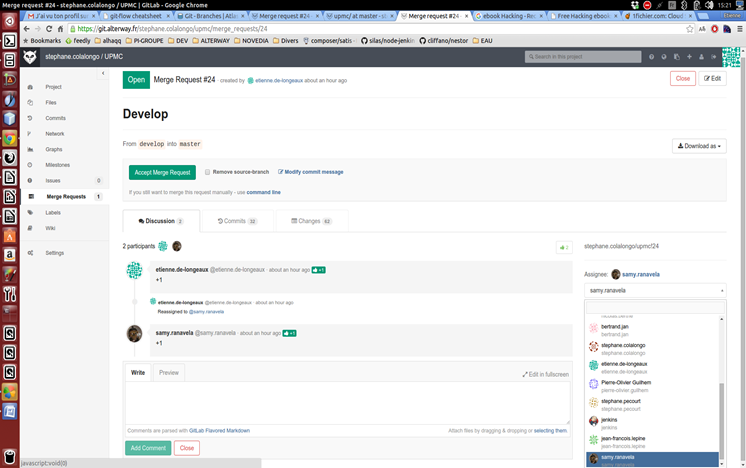 Merge request #24 - stephane.colalongo / UPMC | GitLab - Google Chrome
15:21
J'ai vu ton profil su
gitflow cheatsheet
Git - Branches | Atlas
Merge request #24
upmc/ at master · st
Merge request #24
ebook Hacking - Re
Free Hacking ebook
1fichier.com: Cloud
https://git.alterway.fr/stephane.colalongo/upmc/merge_requests/24
Bookmarks
feedly
alhaqq
PI-GROUPE
DEV
ALTERWAY
NOVEDIA
Divers
composer/satis
silas/node-jenkin
cliffano/nestor
EAU
stephane.colalongo / UPMC
Search in this project
Project
Files
Commits
Network
Graphs
Milestones
Issues 0
Merge Requests 1
Labels
Wiki
Settings
Open
Merge Request #24 created by etienne.de-longeaux about an hour ago
Close
Edit
Develop
From develop into master
Download as
Accept Merge Request
Remove source-branch
Modify commit message
If you still want to merge this request manually - use command line
Discussion 2
Commits 32
Changes 62
2 participants
2
etienne.de-longeaux @etienne.de-longeaux · about an hour ago +1
+1
etienne.de-longeaux @etienne.de-longeaux · about an hour ago
Reassigned to @samy.ranavela
samy.ranavela @samy.ranavela · about an hour ago +1
+1
Write
Preview
Edit in fullscreen
Comments are parsed with GitLab Flavored Markdown
Attach files by dragging & dropping or selecting them.
Add Comment
Close
stephane.colalongo/upmc!24
Assignee: samy.ranavela
samy.ranavela
bertrand.jan
bertrand.jan
stephane.colalongo
stephane.colalongo
etienne.de-longeaux
etienne.de-longeaux
Pierre-Olivier Guilhem
pierre-olivier.guilhem
stephane.pecourt
stephane.pecourt
jenkins
jenkins
jean-francois.lepine
jean-francois.lepine
samy.ranavela
samy.ranavela
javascript:void(0)